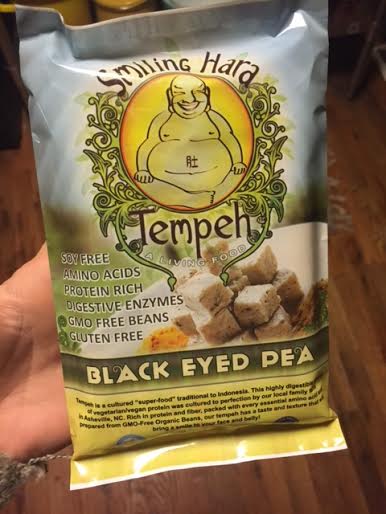 Smiling Hara
肚
Tempeh
A LIVING FOOD
SOY FREE
AMINO ACIDS
PROTEIN RICH
DIGESTIVE ENZYMES
GMO FREE BEANS
GLUTEN FREE
BLACK EYED PEA
Tempeh is a cultured "super-food" traditional to Indonesia. This highly digestible
of vegetarian/vegan protein was cultured to perfection by our local family
in Asheville, NC. Rich in protein and fiber, packed with every essential amino acid
prepared from GMO-Free Organic Beans, our tempeh has a taste and texture that
bring a smile to your face and belly!